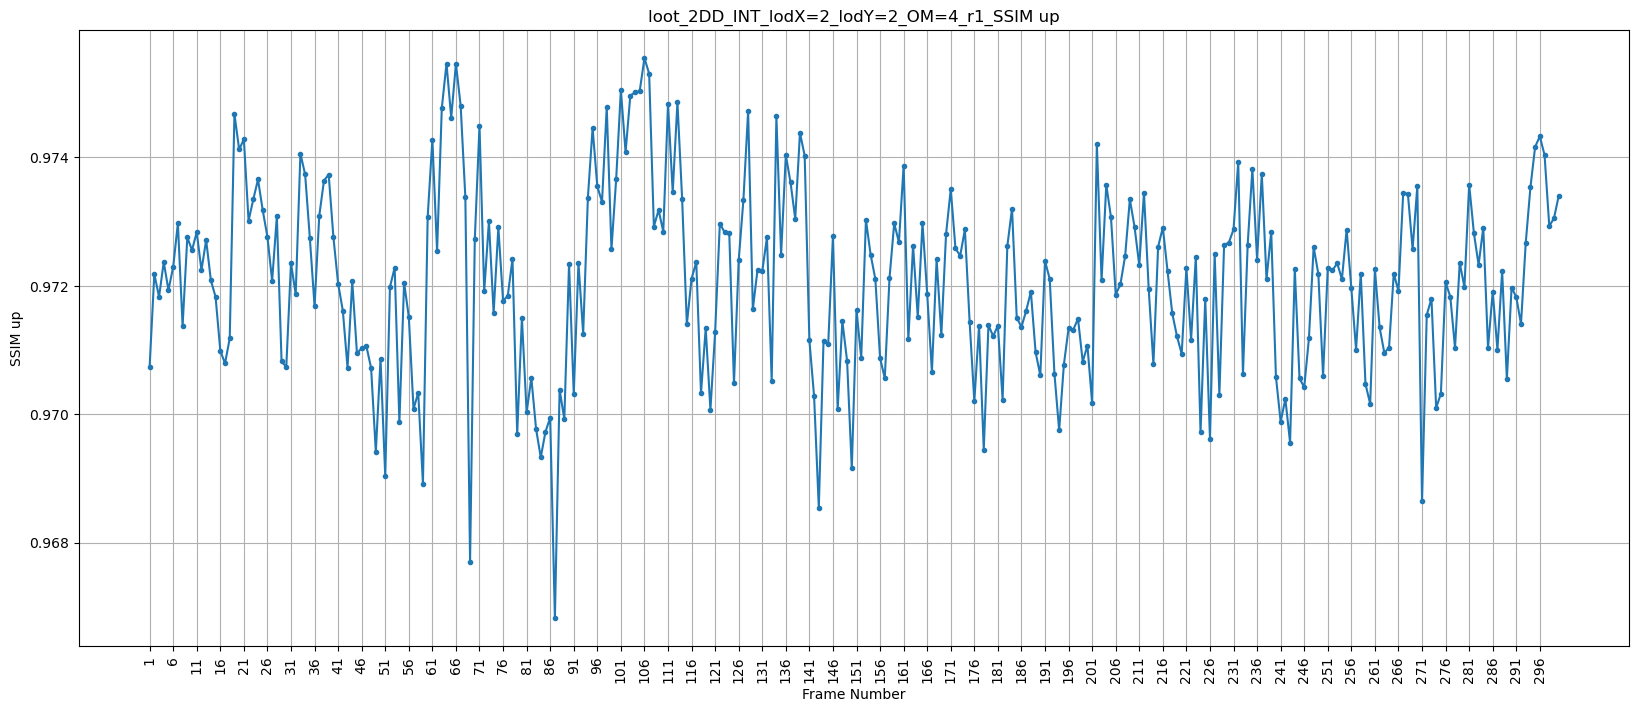 loot_2DD_INT_lodX=2_lodY=2_OM=4_r1_SSIM up
SSIM up
0.974
0.972
0.970
0.968
1 6 11 16 21 26 31 36 41 46 51 56 61 66 71 76 81 86 91 96 101 106 111 116 121 126 131 136 141 146 151 156 161 166 171 176 181 186 191 196 201 206 211 216 221 226 231 236 241 246 251 256 261 266 271 276 281 286 291 296
Frame Number